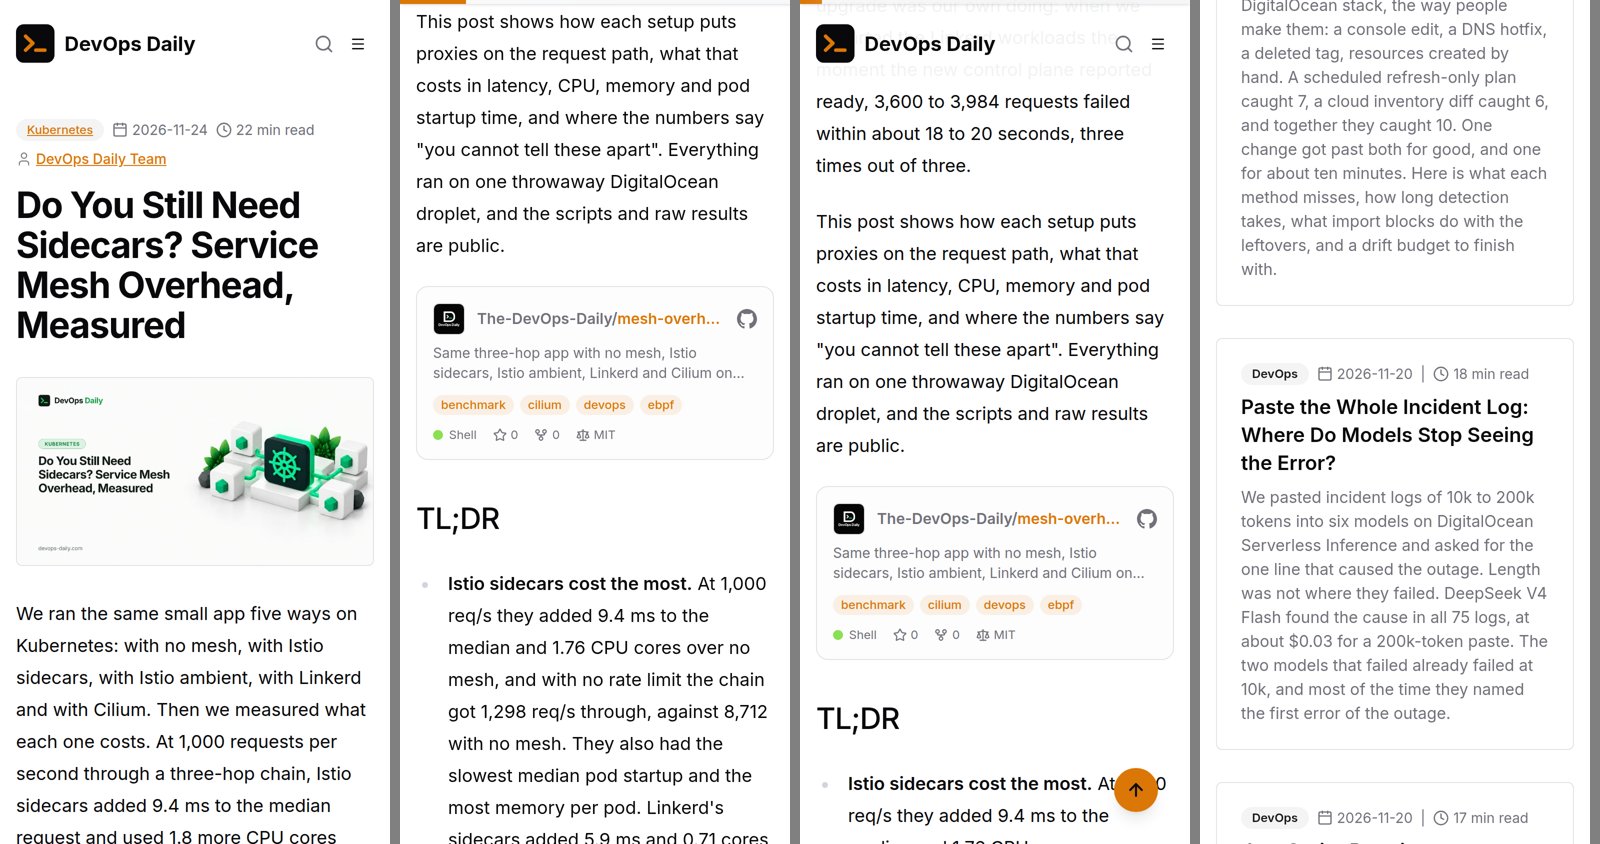 DevOps Daily
Kubernetes 2026-11-24 22 min read
DevOps Daily Team
Do You Still Need
Sidecars? Service
Mesh Overhead,
Measured
DevOps Daily
KUBERNETES
Do You Still Need
Sidecars? Service Mesh
Overhead, Measured
devops-daily.com
We ran the same small app five ways on
Kubernetes: with no mesh, with Istio
sidecars, with Istio ambient, with Linkerd
and with Cilium. Then we measured what
each one costs. At 1,000 requests per
second through a three-hop chain, Istio
sidecars added 9.4 ms to the median
request and used 1.8 more CPU cores
This post shows how each setup puts
proxies on the request path, what that
costs in latency, CPU, memory and pod
startup time, and where the numbers say
"you cannot tell these apart". Everything
ran on one throwaway DigitalOcean
droplet, and the scripts and raw results
are public.
The-DevOps-Daily/mesh-overh...
Same three-hop app with no mesh, Istio
sidecars, Istio ambient, Linkerd and Cilium on...
benchmark cilium devops ebpf
Shell 0 0 MIT
TL;DR
Istio sidecars cost the most. At 1,000
req/s they added 9.4 ms to the
median and 1.76 CPU cores over no
mesh, and with no rate limit the chain
got 1,298 req/s through, against 8,712
with no mesh. They also had the
slowest median pod startup and the
most memory per pod. Linkerd's
sidecars added 5.9 ms and 0.71 cores
upgrade was our own doing: when we
workloads the
DevOps Daily
moment the new control plane reported
ready, 3,600 to 3,984 requests failed
within about 18 to 20 seconds, three
times out of three.
This post shows how each setup puts
proxies on the request path, what that
costs in latency, CPU, memory and pod
startup time, and where the numbers say
"you cannot tell these apart". Everything
ran on one throwaway DigitalOcean
droplet, and the scripts and raw results
are public.
The-DevOps-Daily/mesh-overh...
Same three-hop app with no mesh, Istio
sidecars, Istio ambient, Linkerd and Cilium on...
benchmark cilium devops ebpf
Shell 0 0 MIT
TL;DR
Istio sidecars cost the most. At 0
req/s they added 9.4 ms to the
DigitalOcean stack, the way people
make them: a console edit, a DNS hotfix,
a deleted tag, resources created by
hand. A scheduled refresh-only plan
caught 7, a cloud inventory diff caught 6,
and together they caught 10. One
change got past both for good, and one
for about ten minutes. Here is what each
method misses, how long detection
takes, what import blocks do with the
leftovers, and a drift budget to finish
with.
DevOps 2026-11-20 | 18 min read
Paste the Whole Incident Log:
Where Do Models Stop Seeing
the Error?
We pasted incident logs of 10k to 200k
tokens into six models on DigitalOcean
Serverless Inference and asked for the
one line that caused the outage. Length
was not where they failed. DeepSeek V4
Flash found the cause in all 75 logs, at
about $0.03 for a 200k-token paste. The
two models that failed already failed at
10k, and most of the time they named
the first error of the outage.
DevOps 2026-11-20 | 17 min read